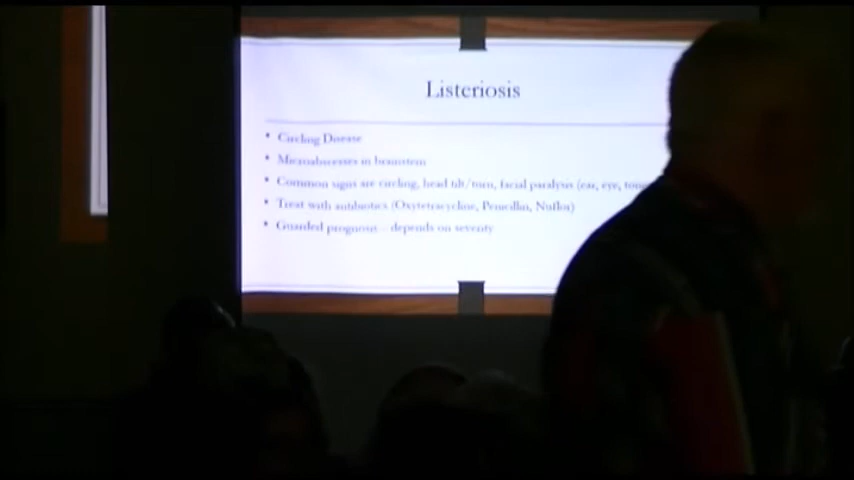 Listeriosis
• Circling Disease
• Microabscesses in brainstem
• Common signs are circling, head tilt/turn, facial paralysis (ear, eye,
• Treat with antibiotics (Oxytetracycline, Penicillin, Nuflor)
• Guarded prognosis – depends on severity